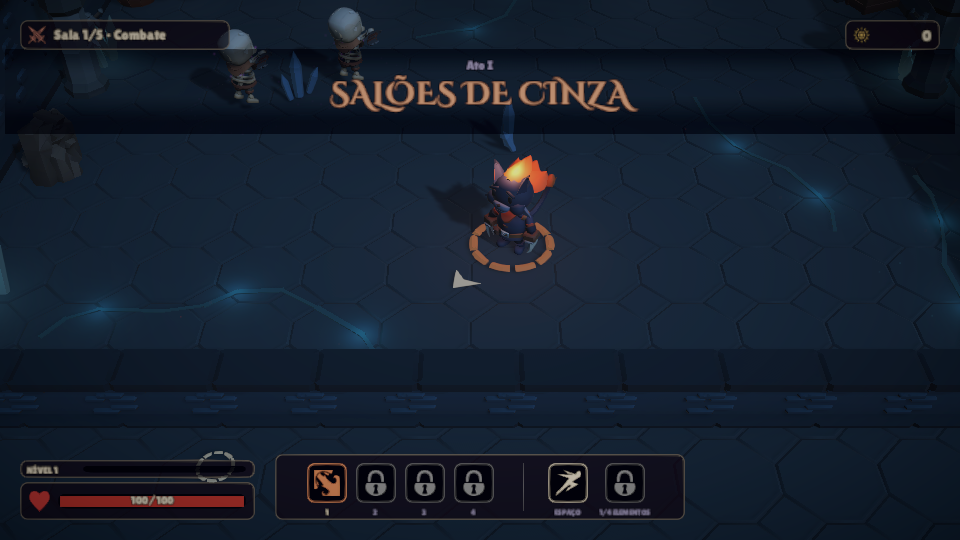 Sala 1/5 · Combate
0
Ato I
SALÕES DE CINZA
NÍVEL 1
100/100
1
2
3
4
ESPAÇO
1/4 ELEMENTOS